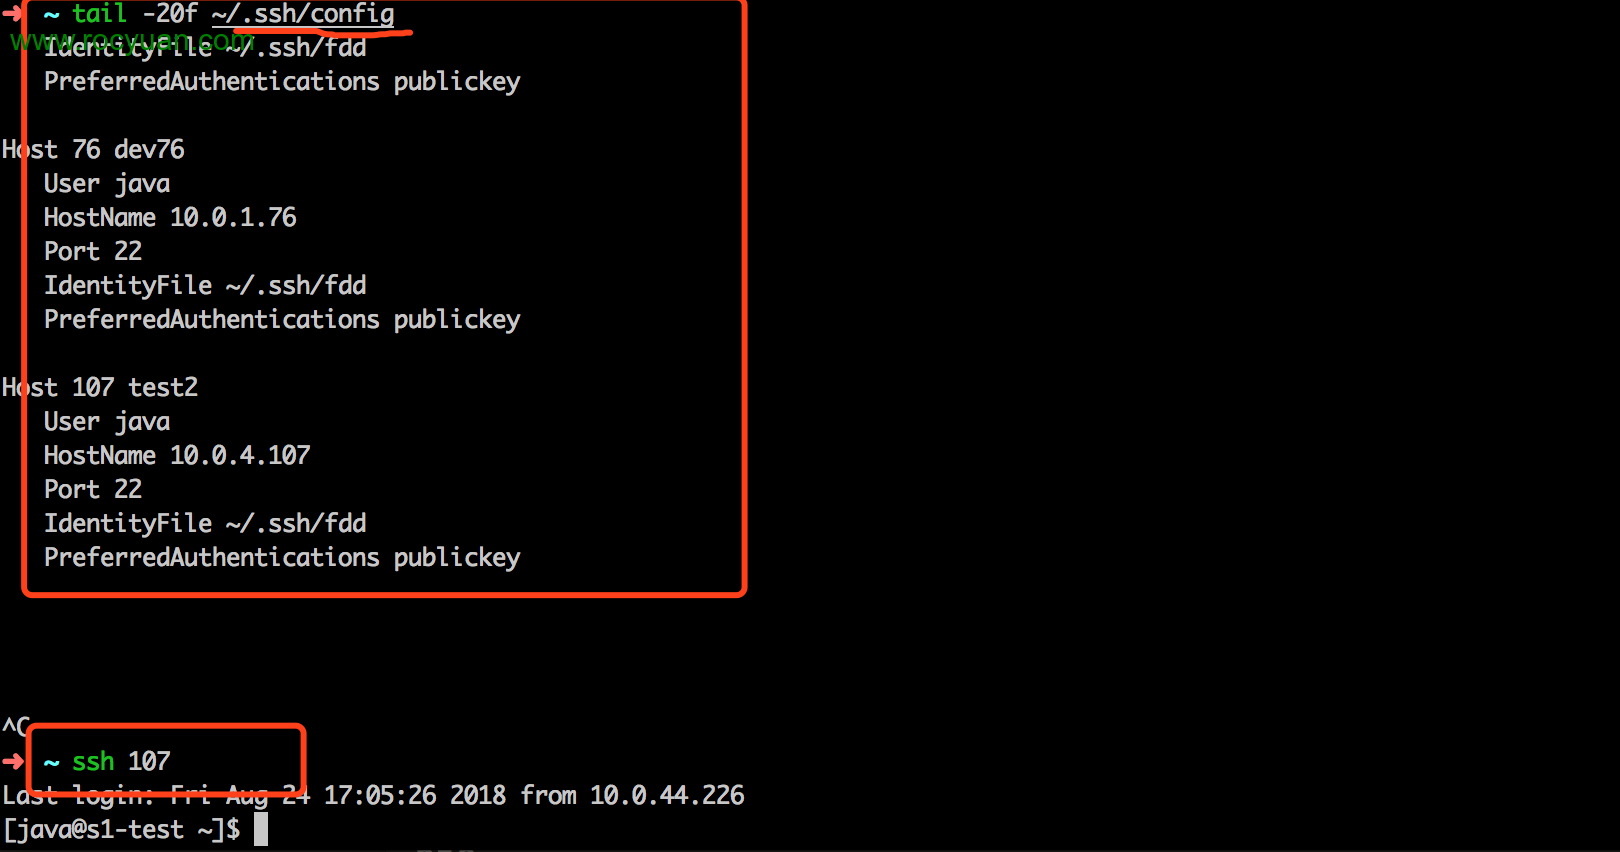 ➜ ~ tail -20f ~/.ssh/config
www.rocyuan.com
IdentityFile ~/.ssh/fdd
PreferredAuthentications publickey
Host 76 dev76
User java
HostName 10.0.1.76
Port 22
IdentityFile ~/.ssh/fdd
PreferredAuthentications publickey
Host 107 test2
User java
HostName 10.0.4.107
Port 22
IdentityFile ~/.ssh/fdd
PreferredAuthentications publickey
^C
➜ ~ ssh 107
Last login: Fri Aug 24 17:05:26 2018 from 10.0.44.226
[java@s1-test ~]$